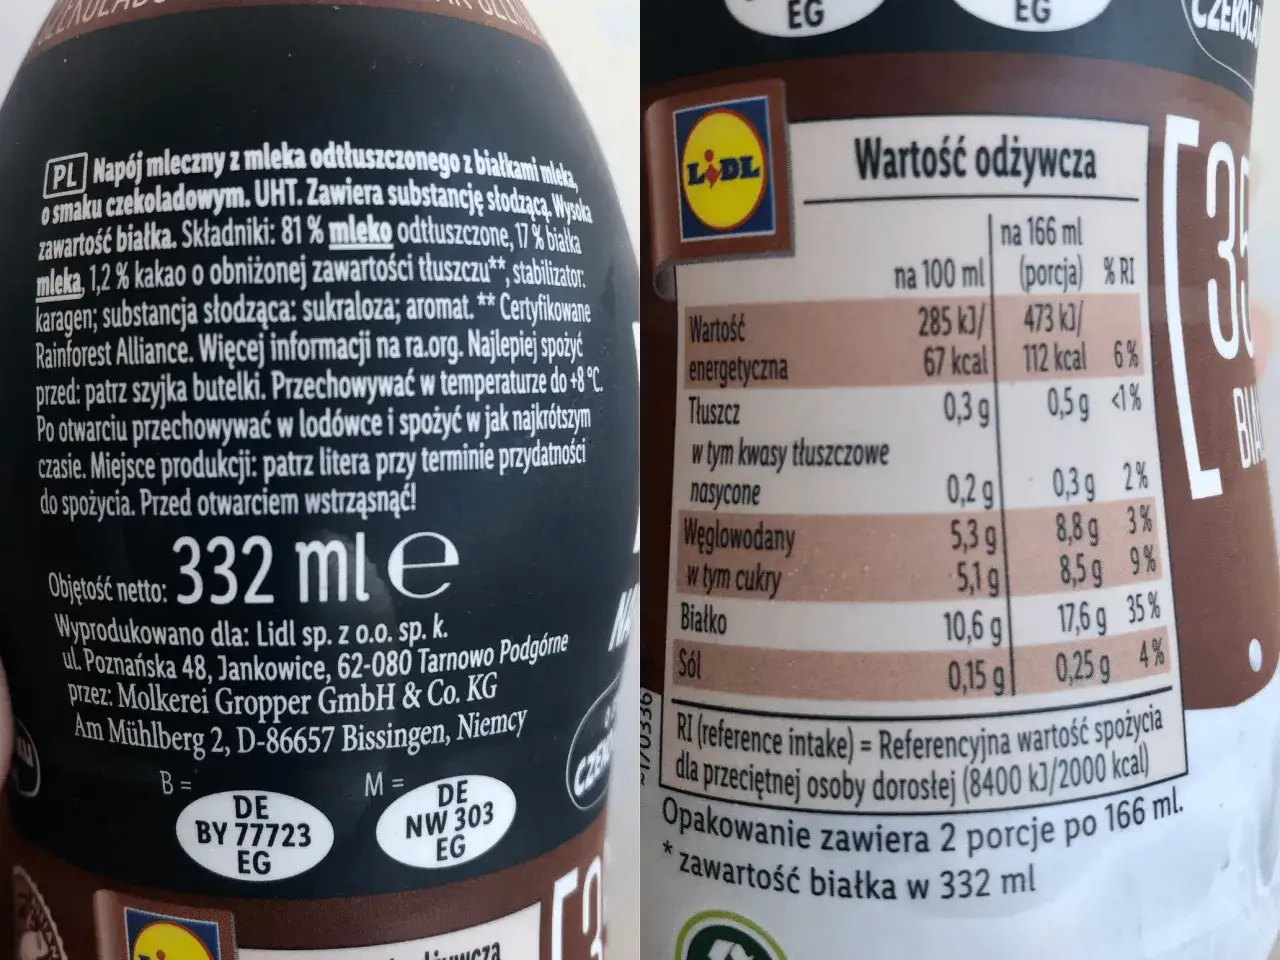 PL Napój mleczny z mleka odtłuszczonego z białkami mleka,
o smaku czekoladowym. UHT. Zawiera substancję słodzącą. Wysoka
zawartość białka. Składniki: 81 % mleko odtłuszczone, 17 % białka
mleka, 1,2 % kakao o obniżonej zawartości tłuszczu**, stabilizator:
karagen; substancja słodząca: sukraloza; aromat. ** Certyfikowane
Rainforest Alliance. Więcej informacji na ra.org. Najlepiej spożyć
przed: patrz szyjka butelki. Przechowywać w temperaturze do +8 °C.
Po otwarciu przechowywać w lodówce i spożyć w jak najkrótszym
czasie. Miejsce produkcji: patrz litera przy terminie przydatności
do spożycia. Przed otwarciem wstrząsnąć!
Objętość netto: 332 ml e
Wyprodukowano dla: Lidl sp. z o.o. sp. k.
ul. Poznańska 48, Jankowice, 62-080 Tarnowo Podgórne
przez: Molkerei Gropper GmbH & Co. KG
Am Mühlberg 2, D-86657 Bissingen, Niemcy
B = DE BY 77723 EG
M = DE NW 303 EG
EG
EG
LIDL
Wartość odżywcza
na 100 ml na 166 ml (porcja) % RI
Wartość energetyczna 285 kJ/ 67 kcal 473 kJ/ 112 kcal 6 %
Tłuszcz 0,3 g 0,5 g <1 %
w tym kwasy tłuszczowe nasycone 0,2 g 0,3 g 2 %
Węglowodany 5,3 g 8,8 g 3 %
w tym cukry 5,1 g 8,5 g 9 %
Białko 10,6 g 17,6 g 35 %
Sól 0,15 g 0,25 g 4 %
RI (reference intake) = Referencyjna wartość spożycia
dla przeciętnej osoby dorosłej (8400 kJ/2000 kcal)
Opakowanie zawiera 2 porcje po 166 ml.
* zawartość białka w 332 ml